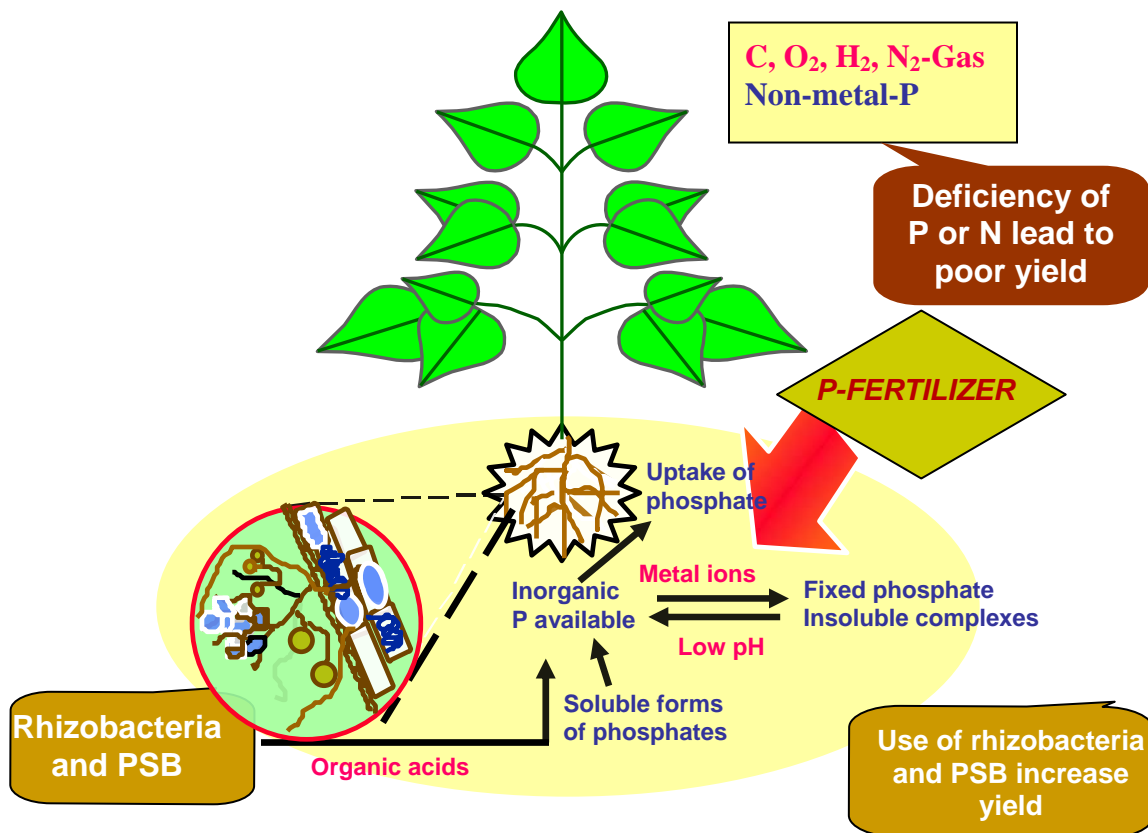 C, O₂, H₂, N₂-Gas
Non-metal-P
Deficiency of
P or N lead to
poor yield
P-FERTILIZER
Uptake of
phosphate
Metal ions
Inorganic
P available
Fixed phosphate
Insoluble complexes
Low pH
Soluble forms
of phosphates
Rhizobacteria
and PSB
Organic acids
Use of rhizobacteria
and PSB increase
yield